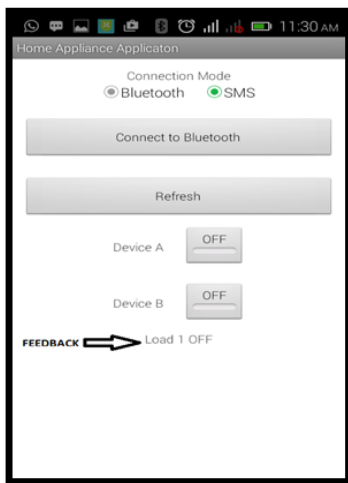 11:30 AM
Home Appliance Applicaton
Connection Mode
Bluetooth SMS
Connect to Bluetooth
Refresh
Device A OFF
Device B OFF
FEEDBACK Load 1 OFF